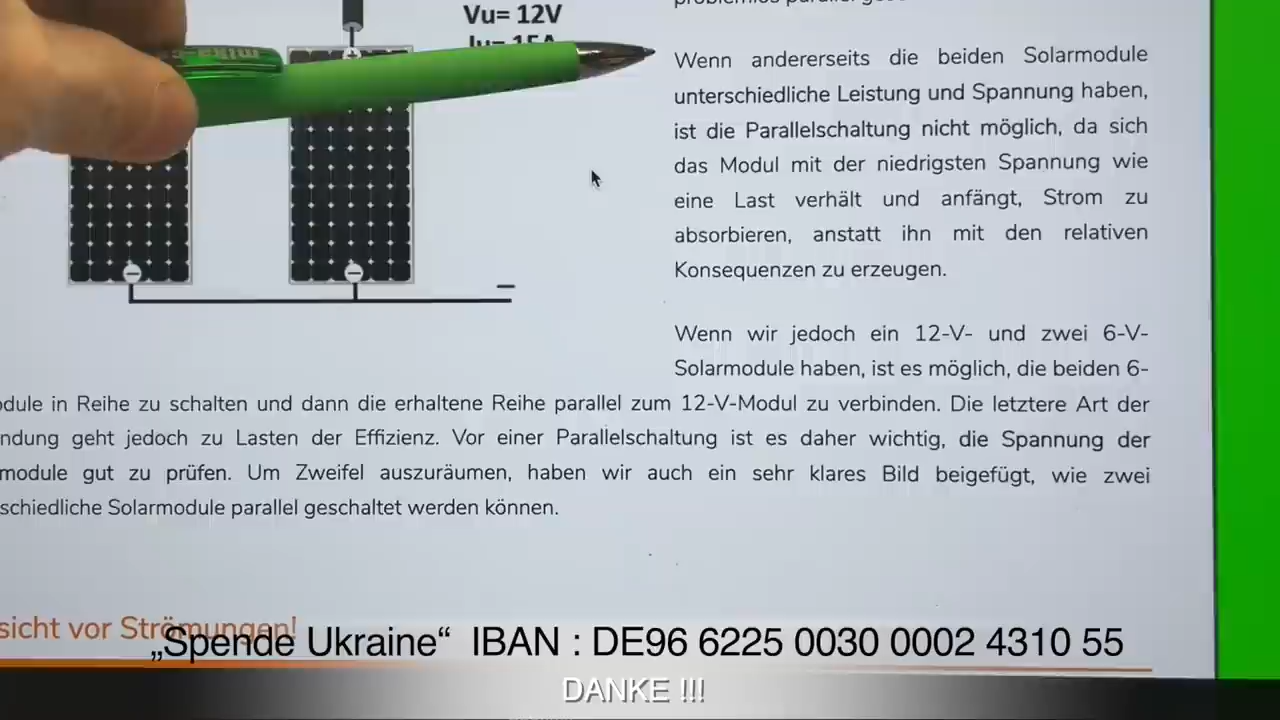 Vu= 12V
Iu= 15A
Wenn andererseits die beiden Solarmodule
unterschiedliche Leistung und Spannung haben,
ist die Parallelschaltung nicht möglich, da sich
das Modul mit der niedrigsten Spannung wie
eine Last verhält und anfängt, Strom zu
absorbieren, anstatt ihn mit den relativen
Konsequenzen zu erzeugen.
Wenn wir jedoch ein 12-V- und zwei 6-V-
Solarmodule haben, ist es möglich, die beiden 6-
odule in Reihe zu schalten und dann die erhaltene Reihe parallel zum 12-V-Modul zu verbinden. Die letztere Art der
ndung geht jedoch zu Lasten der Effizienz. Vor einer Parallelschaltung ist es daher wichtig, die Spannung der
module gut zu prüfen. Um Zweifel auszuräumen, haben wir auch ein sehr klares Bild beigefügt, wie zwei
schiedliche Solarmodule parallel geschaltet werden können.
sicht vor Strömungen!
„Spende Ukraine“ IBAN : DE96 6225 0030 0002 4310 55
DANKE !!!